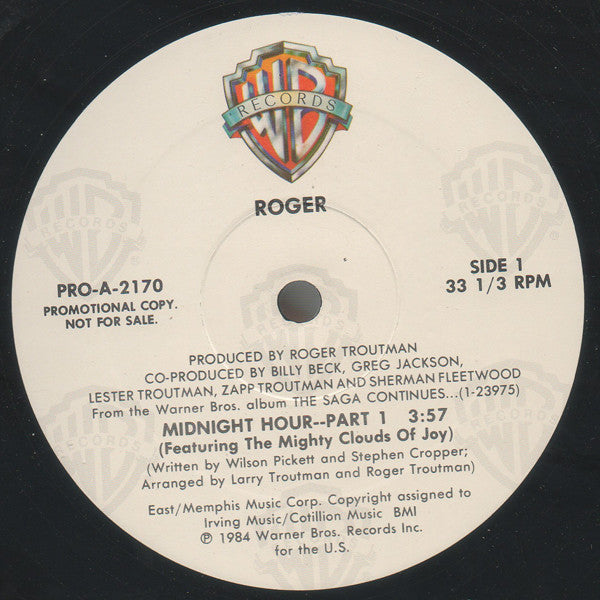 WB
RECORDS
ROGER
PRO-A-2170
PROMOTIONAL COPY.
NOT FOR SALE.
SIDE 1
33 1/3 RPM
PRODUCED BY ROGER TROUTMAN
CO-PRODUCED BY BILLY BECK, GREG JACKSON,
LESTER TROUTMAN, ZAPP TROUTMAN AND SHERMAN FLEETWOOD
From the Warner Bros. album THE SAGA CONTINUES...(1-23975)
MIDNIGHT HOUR--PART 1 3:57
(Featuring The Mighty Clouds Of Joy)
(Written by Wilson Pickett and Stephen Cropper;
Arranged by Larry Troutman and Roger Troutman)
East/Memphis Music Corp. Copyright assigned to
Irving Music/Cotillion Music BMI
℗ 1984 Warner Bros. Records Inc.
for the U.S.